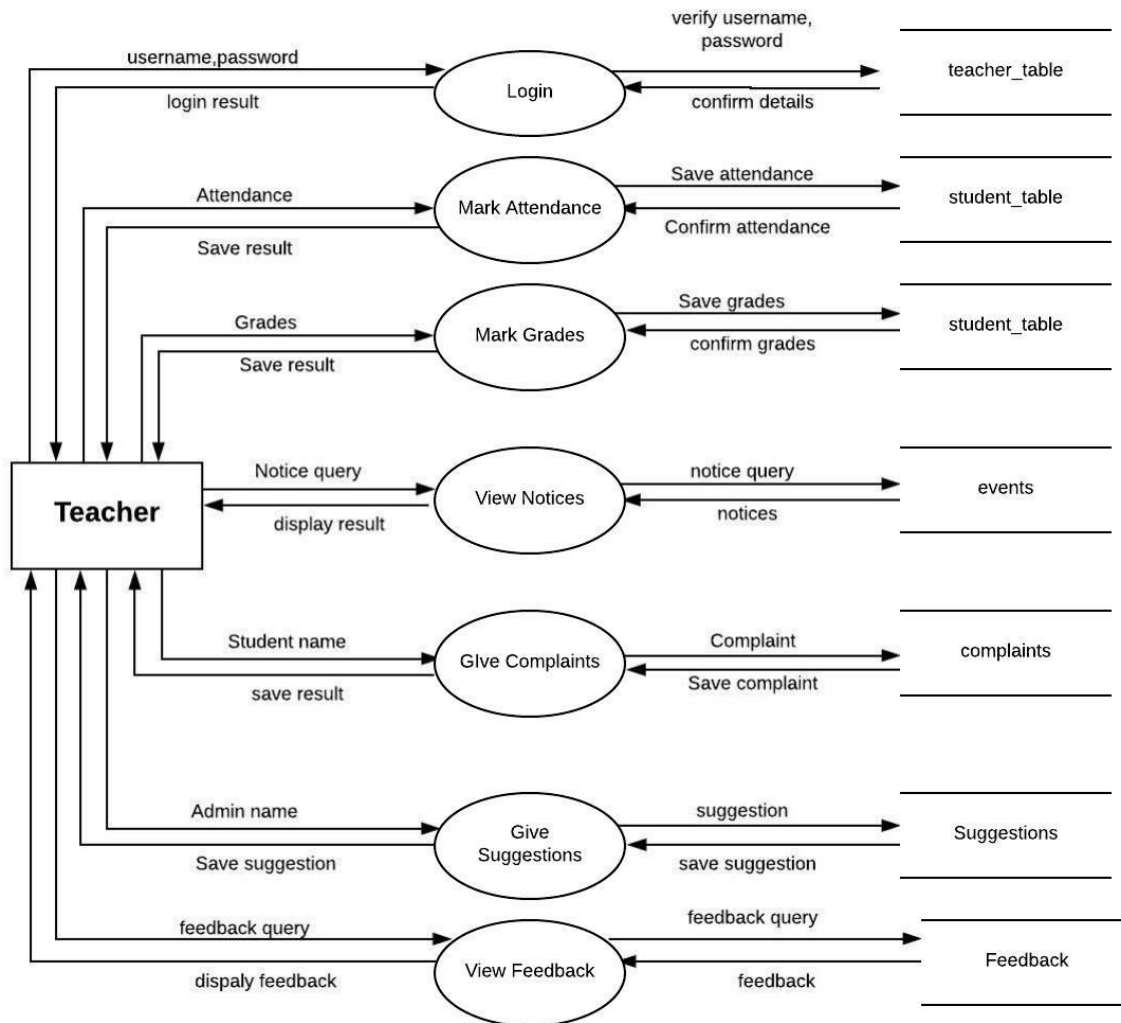 verify username,
password
username,password
teacher_table
Login
login result
confirm details
Save attendance
Attendance
student_table
Mark Attendance
Confirm attendance
Save result
Save grades
Grades
student_table
Mark Grades
confirm grades
Save result
Notice query
notice query
events
View Notices
Teacher
notices
display result
Student name
Complaint
complaints
GIve Complaints
Save complaint
save result
Admin name
suggestion
Give
Suggestions
Suggestions
Save suggestion
save suggestion
feedback query
feedback query
Feedback
View Feedback
dispaly feedback
feedback